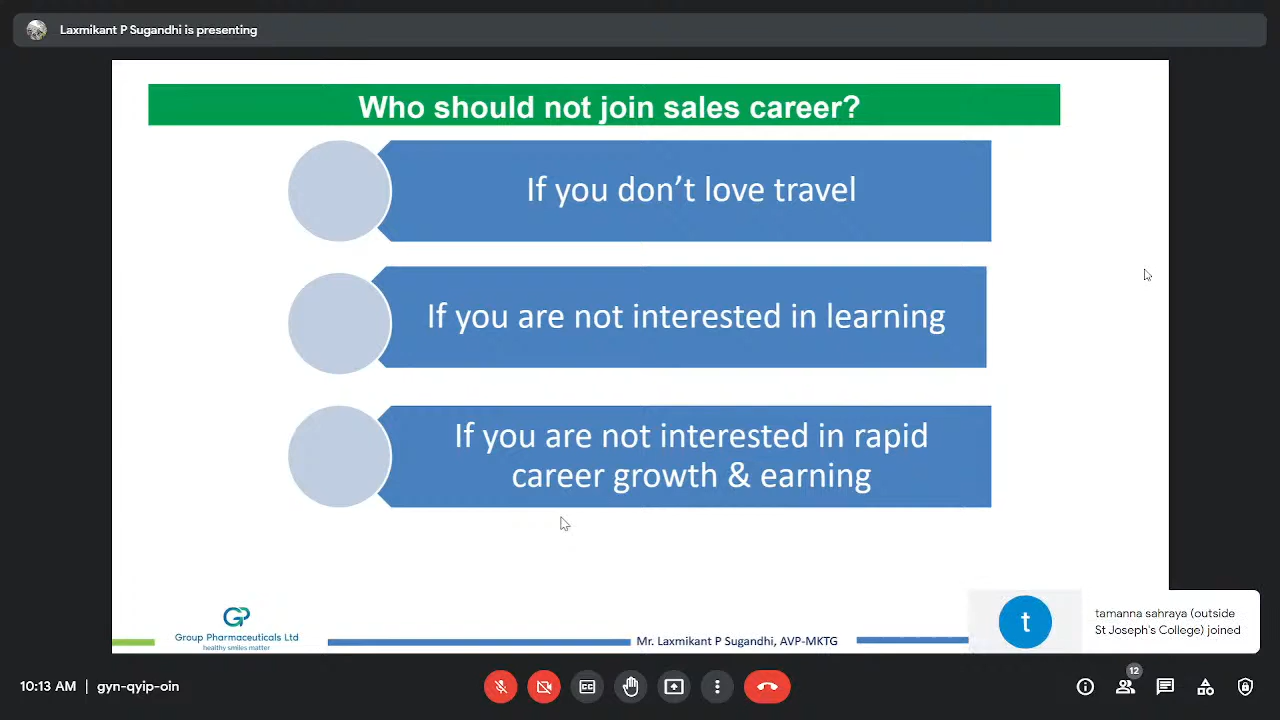 Laxmikant P Sugandhi is presenting
Who should not join sales career?
If you don’t love travel
If you are not interested in learning
If you are not interested in rapid
career growth & earning
GP
Group Pharmaceuticals Ltd
healthy smiles matter
Mr. Laxmikant P Sugandhi, AVP-MKTG
t
tamanna sahraya (outside
St Joseph's College) joined
10:13 AM | gyn-qyip-oin
CC
12